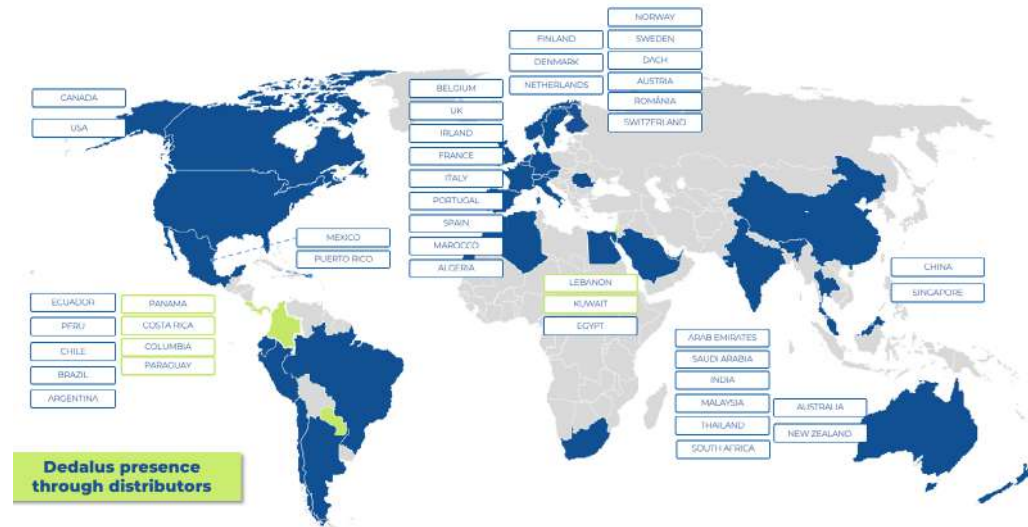 NORWAY
FINLAND
SWEDEN
DENMARK
DACH
NETHERLANDS
AUSTRIA
ROMÂNIA
SWITZERLAND
CANADA
USA
BELGIUM
UK
IRLAND
FRANCE
ITALY
PORTUGAL
SPAIN
MAROCCO
ALGERIA
MEXICO
PUERTO RICO
LEBANON
KUWAIT
EGYPT
CHINA
SINGAPORE
ECUADOR
PERU
CHILE
BRAZIL
ARGENTINA
PANAMA
COSTA RICA
COLUMBIA
PARAGUAY
ARAB EMIRATES
SAUDI ARABIA
INDIA
MALAYSIA
THAILAND
SOUTH AFRICA
AUSTRALIA
NEW ZEALAND
Dedalus presence
through distributors